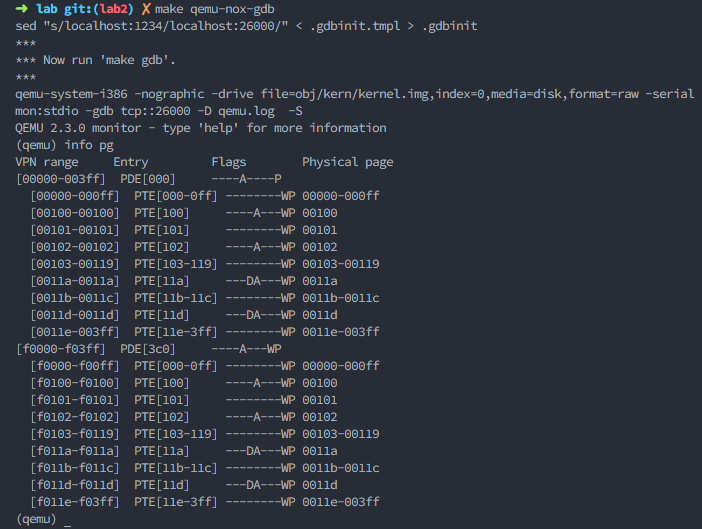 ➜ lab git:(lab2) ✗ make qemu-nox-gdb
sed "s/localhost:1234/localhost:26000/" < .gdbinit.tmpl > .gdbinit
***
*** Now run 'make gdb'.
***
qemu-system-i386 -nographic -drive file=obj/kern/kernel.img,index=0,media=disk,format=raw -serial
mon:stdio -gdb tcp::26000 -D qemu.log  -S
QEMU 2.3.0 monitor - type 'help' for more information
(qemu) info pg
VPN range     Entry         Flags        Physical page
[00000-003ff]  PDE[000]     ----A----P
  [00000-000ff]  PTE[000-0ff] --------WP 00000-000ff
  [00100-00100]  PTE[100]     ----A---WP 00100
  [00101-00101]  PTE[101]     --------WP 00101
  [00102-00102]  PTE[102]     ----A---WP 00102
  [00103-00119]  PTE[103-119] --------WP 00103-00119
  [0011a-0011a]  PTE[11a]     ---DA---WP 0011a
  [0011b-0011c]  PTE[11b-11c] --------WP 0011b-0011c
  [0011d-0011d]  PTE[11d]     ---DA---WP 0011d
  [0011e-003ff]  PTE[11e-3ff] --------WP 0011e-003ff
[f0000-f03ff]  PDE[3c0]     ----A---WP
  [f0000-f00ff]  PTE[000-0ff] --------WP 00000-000ff
  [f0100-f0100]  PTE[100]     ----A---WP 00100
  [f0101-f0101]  PTE[101]     --------WP 00101
  [f0102-f0102]  PTE[102]     ----A---WP 00102
  [f0103-f0119]  PTE[103-119] --------WP 00103-00119
  [f011a-f011a]  PTE[11a]     ---DA---WP 0011a
  [f011b-f011c]  PTE[11b-11c] --------WP 0011b-0011c
  [f011d-f011d]  PTE[11d]     ---DA---WP 0011d
  [f011e-f03ff]  PTE[11e-3ff] --------WP 0011e-003ff
(qemu) _